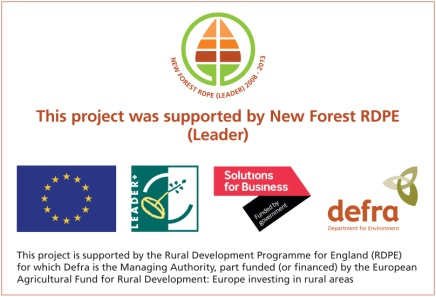 NEW FOREST RDPE (LEADER) 2008 - 2013
This project was supported by New Forest RDPE
(Leader)
LEADER+
Solutions
for Business
Funded by
government
defra
Department for Environment
This project is supported by the Rural Development Programme for England (RDPE)
for which Defra is the Managing Authority, part funded (or financed) by the European
Agricultural Fund for Rural Development: Europe investing in rural areas